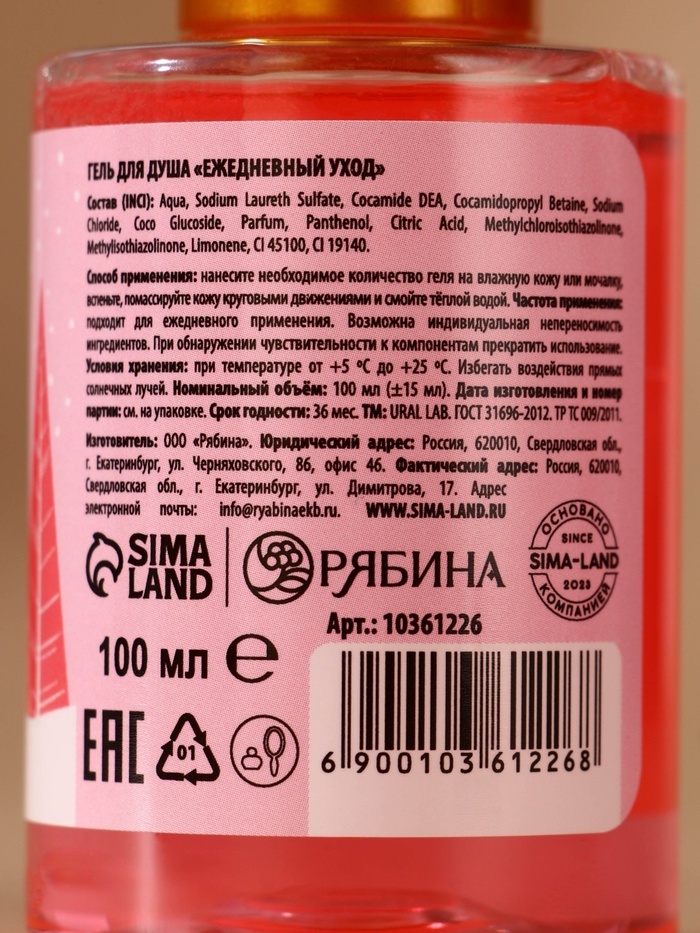 ГЕЛЬ ДЛЯ ДУША «ЕЖЕДНЕВНЫЙ УХОД»
Состав (INCI): Aqua, Sodium Laureth Sulfate, Cocamide DEA, Cocamidopropyl Betaine, Sodium
Chloride, Coco Glucoside, Parfum, Panthenol, Citric Acid, Methylchloroisothiazolinone,
Methylisothiazolinone, Limonene, CI 45100, CI 19140.
Способ применения: нанесите необходимое количество геля на влажную кожу или мочалку,
вспеньте, помассируйте кожу круговыми движениями и смойте тёплой водой. Частота применения:
подходит для ежедневного применения. Возможна индивидуальная непереносимость
ингредиентов. При обнаружении чувствительности к компонентам прекратить использование.
Условия хранения: при температуре от +5 ºC до +25 ºC. Избегать воздействия прямых
солнечных лучей. Номинальный объём: 100 мл (±15 мл). Дата изготовления и номер
партии: см. на упаковке. Срок годности: 36 мес. ТМ: URAL LAB. ГОСТ 31696-2012. ТР ТС 009/2011.
Изготовитель: ООО «Рябина». Юридический адрес: Россия, 620010, Свердловская обл.,
г. Екатеринбург, ул. Черняховского, 86, офис 46. Фактический адрес: Россия, 620010,
Свердловская обл., г. Екатеринбург, ул. Димитрова, 17. Адрес
электронной почты: info@ryabinaekb.ru. WWW.SIMA-LAND.RU
SIMA
LAND
РЯБИНА
ОСНОВАНО
SINCE
SIMA-LAND
2023
КОМПАНИЕЙ
Арт.: 10361226
100 мл e
EAC
01
6 900103 612268